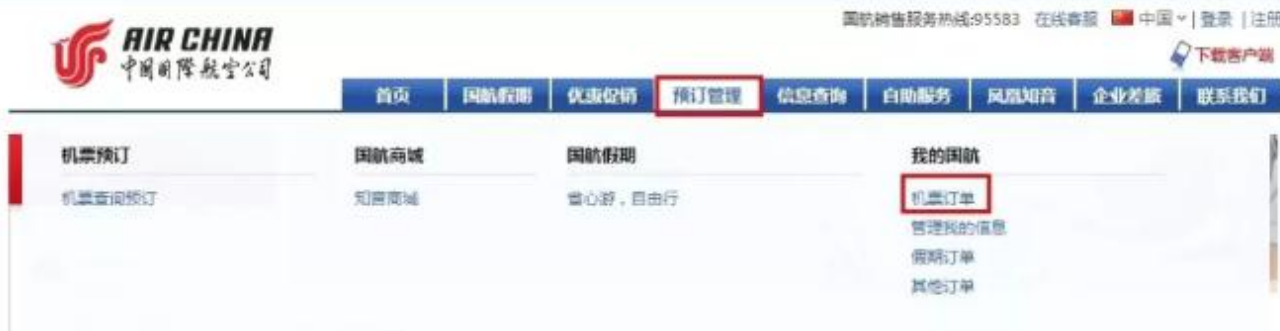 国航销售服务热线:95583 在线客服 中国 | 登录 | 注册
AIR CHINA
中国国际航空公司
下载客户端
首页 国航假期 优惠促销 预订管理 信息查询 自助服务 凤凰知音 企业差旅 联系我们
机票预订 国航商城 国航假期 我的国航
机票查询预订 知音商城 省心游，自由行 机票订单
管理我的信息
假期订单
其他订单